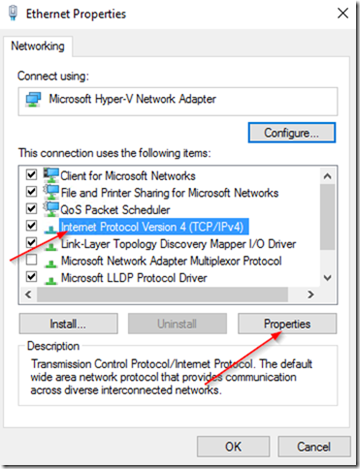 Ethernet Properties
Networking
Connect using:
Microsoft Hyper-V Network Adapter
Configure...
This connection uses the following items:
Client for Microsoft Networks
File and Printer Sharing for Microsoft Networks
QoS Packet Scheduler
Internet Protocol Version 4 (TCP/IPv4)
Link-Layer Topology Discovery Mapper I/O Driver
Microsoft Network Adapter Multiplexor Protocol
Microsoft LLDP Protocol Driver
Install...
Uninstall
Properties
Description
Transmission Control Protocol/Internet Protocol. The default
wide area network protocol that provides communication
across diverse interconnected networks.
OK
Cancel